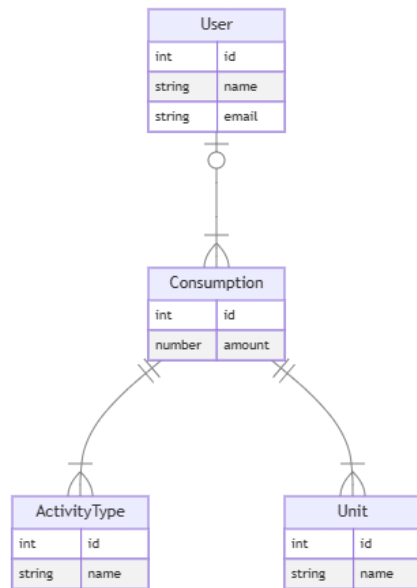 User
int id
string name
string email
Consumption
int id
number amount
ActivityType
int id
string name
Unit
int id
string name